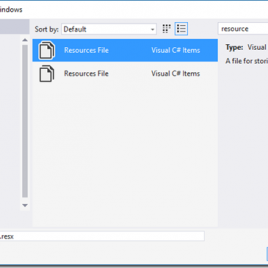 indows
Sort by: Default
resource
Resources File Visual C# Items
Type: Visual
Resources File Visual C# Items
A file for stori
.resx